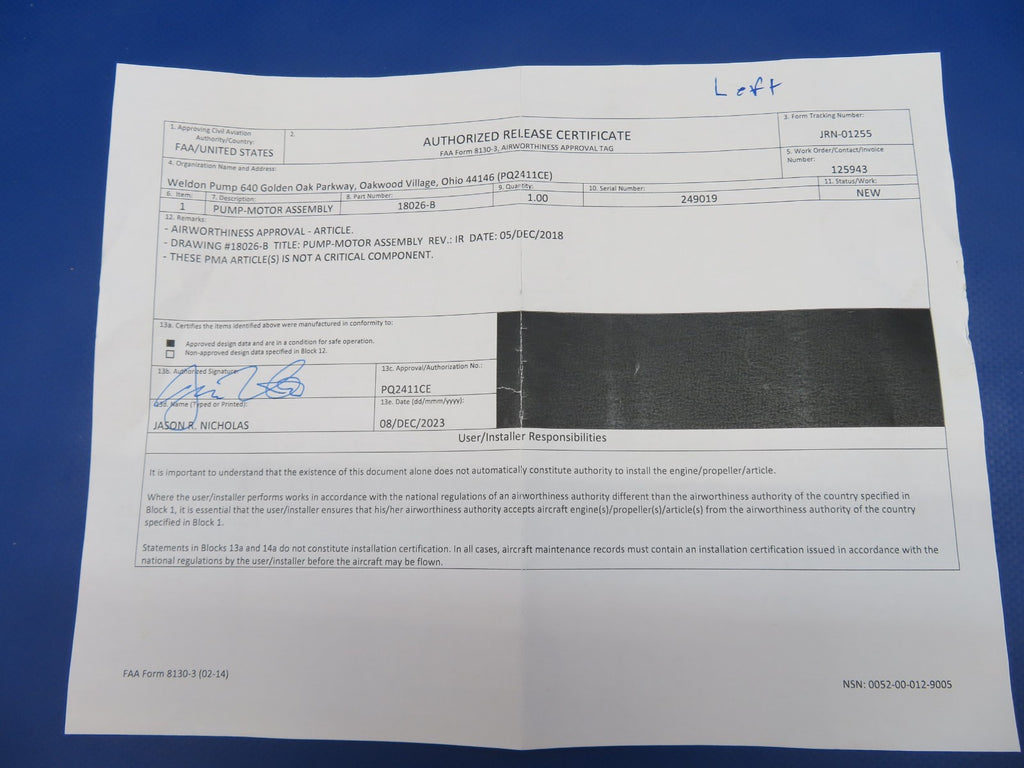 Left
1. Approving Civil Aviation
Authority/Country:
FAA/UNITED STATES
2.
AUTHORIZED RELEASE CERTIFICATE
FAA Form 8130-3, AIRWORTHINESS APPROVAL TAG
3. Form Tracking Number:
JRN-01255
4. Organization Name and Address:
Weldon Pump 640 Golden Oak Parkway, Oakwood Village, Ohio 44146 (PQ2411CE)
5. Work Order/Contact/Invoice
Number:
125943
6. Item:
1
7. Description:
PUMP-MOTOR ASSEMBLY
8. Part Number:
18026-B
9. Quantity:
1.00
10. Serial Number:
249019
11. Status/Work:
NEW
12. Remarks:
- AIRWORTHINESS APPROVAL - ARTICLE.
- DRAWING #18026-B TITLE: PUMP-MOTOR ASSEMBLY REV.: IR DATE: 05/DEC/2018
- THESE PMA ARTICLE(S) IS NOT A CRITICAL COMPONENT.
13a. Certifies the items identified above were manufactured in conformity to:
Approved design data and are in a condition for safe operation.
Non-approved design data specified in Block 12.
13b. Authorized Signature:
13c. Approval/Authorization No.:
PQ2411CE
Name (Typed or Printed):
JASON R. NICHOLAS
13e. Date (dd/mmm/yyyy):
08/DEC/2023
User/Installer Responsibilities
It is important to understand that the existence of this document alone does not automatically constitute authority to install the engine/propeller/article.
Where the user/installer performs works in accordance with the national regulations of an airworthiness authority different than the airworthiness authority of the country specified in
Block 1, it is essential that the user/installer ensures that his/her airworthiness authority accepts aircraft engine(s)/propeller(s)/article(s) from the airworthiness authority of the country
specified in Block 1.
Statements in Blocks 13a and 14a do not constitute installation certification. In all cases, aircraft maintenance records must contain an installation certification issued in accordance with the
national regulations by the user/installer before the aircraft may be flown.
FAA Form 8130-3 (02-14)
NSN: 0052-00-012-9005